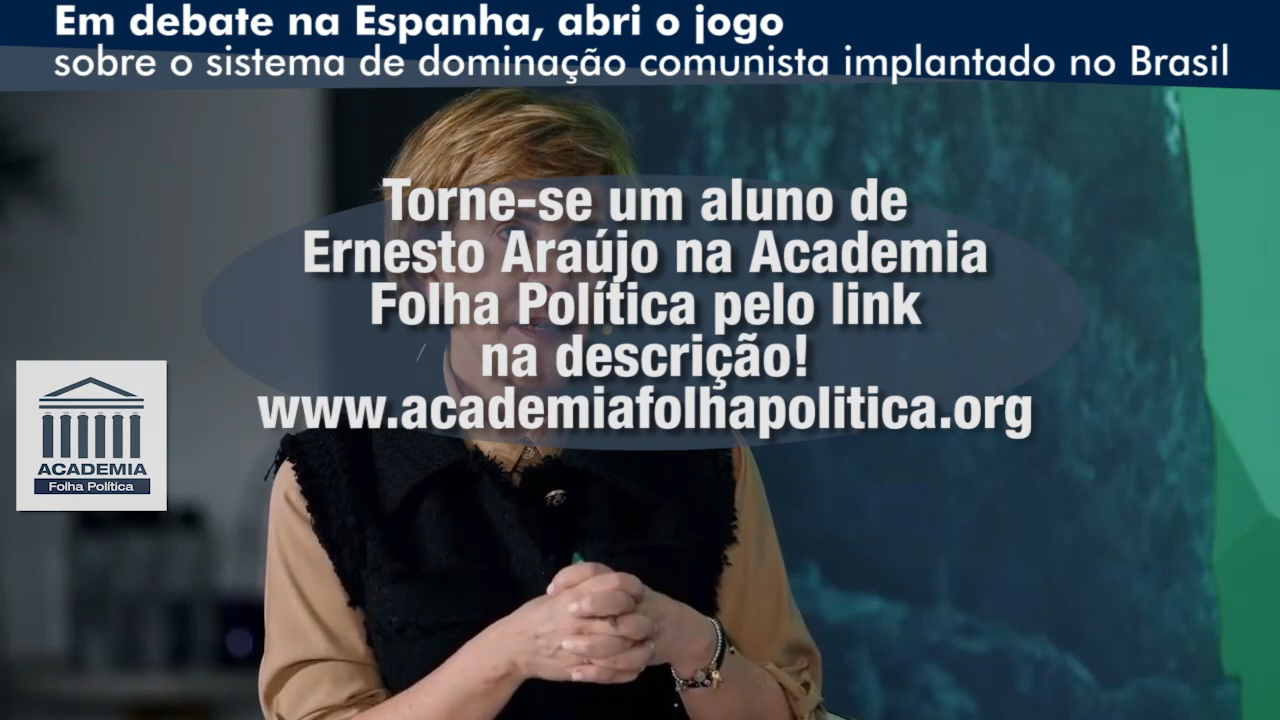 Em debate na Espanha, abri o jogo
sobre o sistema de dominação comunista implantado no Brasil
Torne-se um aluno de
Ernesto Araújo na Academia
Folha Política pelo link
na descrição!
www.academiafolhapolitica.org
ACADEMIA
Folha Política